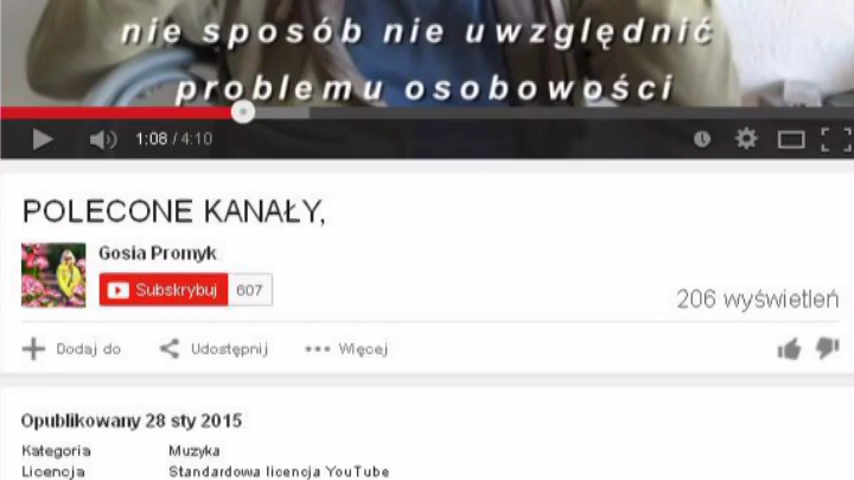 nie sposób nie uwzględnić
problemu osobowości
1:08 / 4:10
POLECONE KANAŁY,
Gosia Promyk
Subskrybuj 607
206 wyświetleń
Dodaj do Udostępnij Więcej
Opublikowany 28 sty 2015
Kategoria Muzyka
Licencja Standardowa licencja YouTube